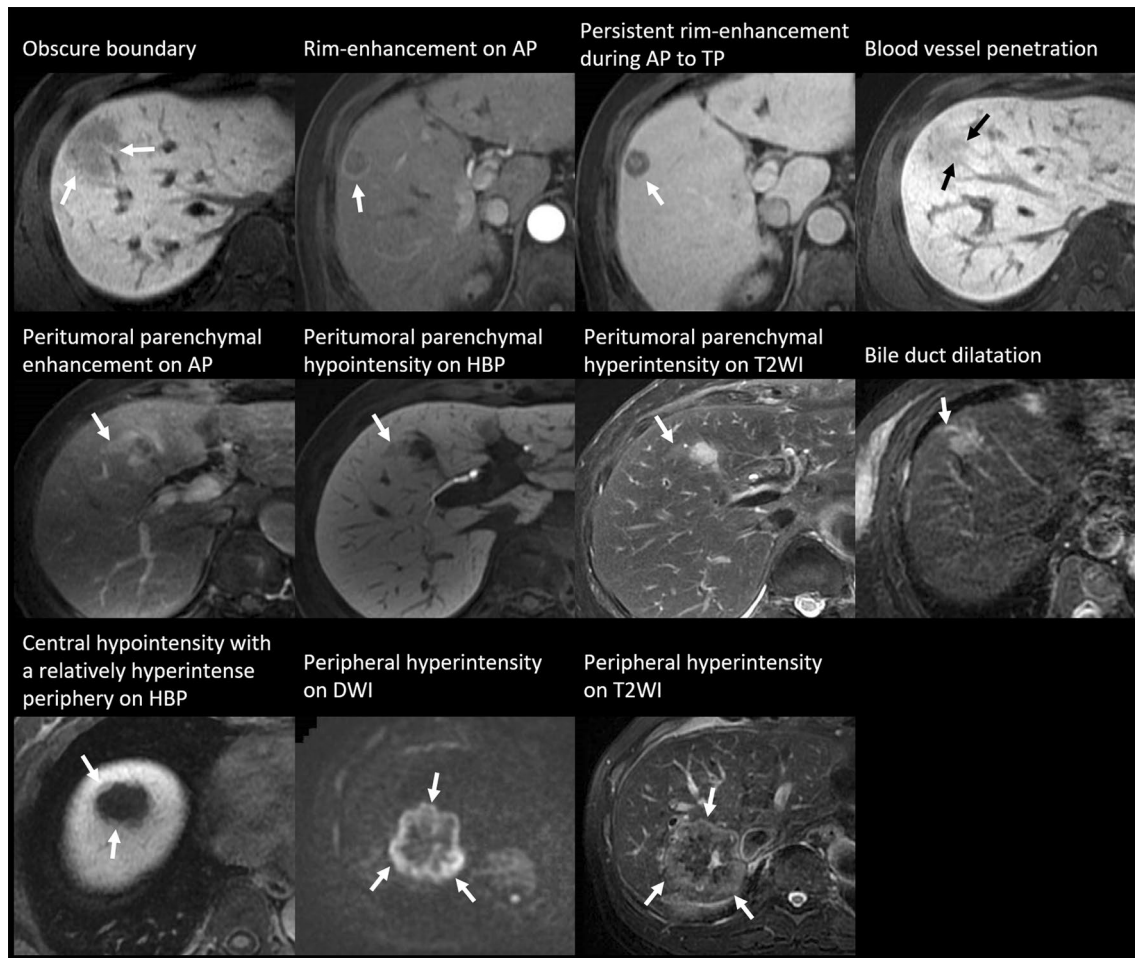 Obscure boundary
Rim-enhancement on AP
Persistent rim-enhancement
during AP to TP
Blood vessel penetration
Peritumoral parenchymal
enhancement on AP
Peritumoral parenchymal
hypointensity on HBP
Peritumoral parenchymal
hyperintensity on T2WI
Bile duct dilatation
Central hypointensity with
a relatively hyperintense
periphery on HBP
Peripheral hyperintensity
on DWI
Peripheral hyperintensity
on T2WI